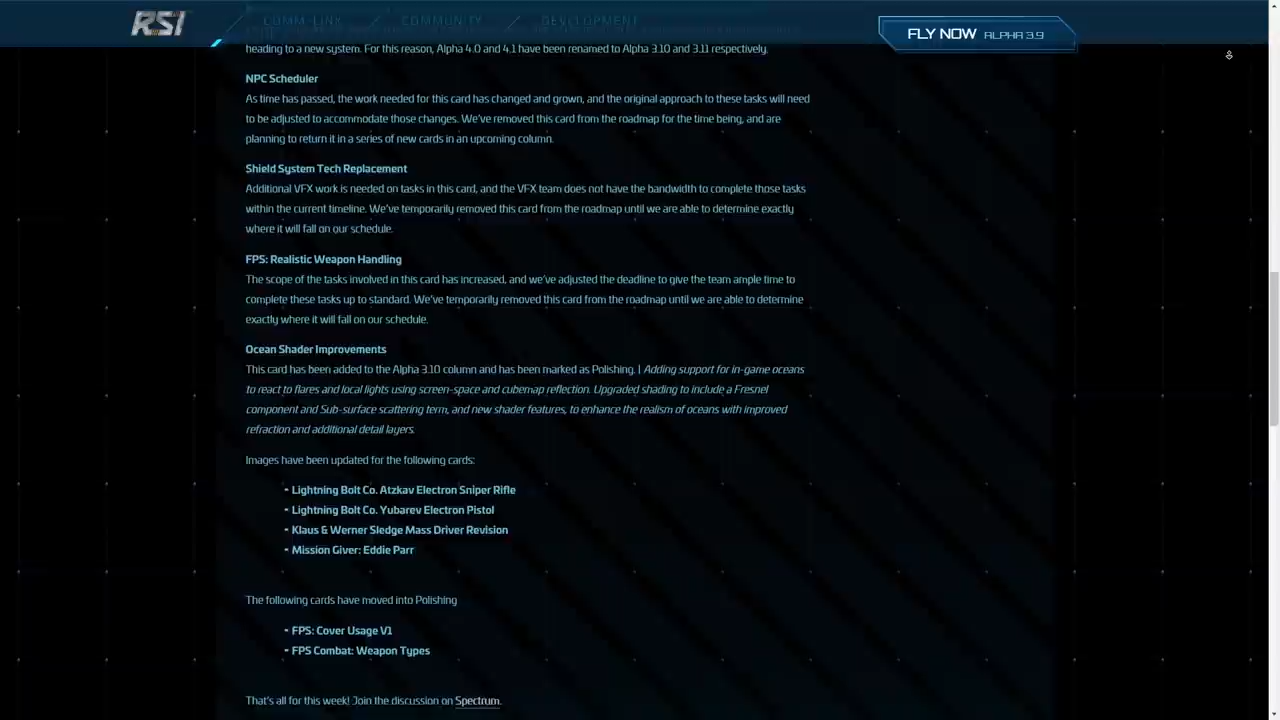 RSI
COMM-LINK
COMMUNITY
DEVELOPMENT
FLY NOW ALPHA 3.9
heading to a new system. For this reason, Alpha 4.0 and 4.1 have been renamed to Alpha 3.10 and 3.11 respectively.
NPC Scheduler
As time has passed, the work needed for this card has changed and grown, and the original approach to these tasks will need
to be adjusted to accommodate those changes. We've removed this card from the roadmap for the time being, and are
planning to return it in a series of new cards in an upcoming column.
Shield System Tech Replacement
Additional VFX work is needed on tasks in this card, and the VFX team does not have the bandwidth to complete those tasks
within the current timeline. We've temporarily removed this card from the roadmap until we are able to determine exactly
where it will fall on our schedule.
FPS: Realistic Weapon Handling
The scope of the tasks involved in this card has increased, and we've adjusted the deadline to give the team ample time to
complete these tasks up to standard. We've temporarily removed this card from the roadmap until we are able to determine
exactly where it will fall on our schedule.
Ocean Shader Improvements
This card has been added to the Alpha 3.10 column and has been marked as Polishing. | Adding support for in-game oceans
to react to flares and local lights using screen-space and cubemap reflection. Upgraded shading to include a Fresnel
component and Sub-surface scattering term, and new shader features, to enhance the realism of oceans with improved
refraction and additional detail layers.
Images have been updated for the following cards:
- Lightning Bolt Co. Atzkav Electron Sniper Rifle
- Lightning Bolt Co. Yubarev Electron Pistol
- Klaus & Werner Sledge Mass Driver Revision
- Mission Giver: Eddie Parr
The following cards have moved into Polishing
- FPS: Cover Usage V1
- FPS Combat: Weapon Types
That's all for this week! Join the discussion on Spectrum.